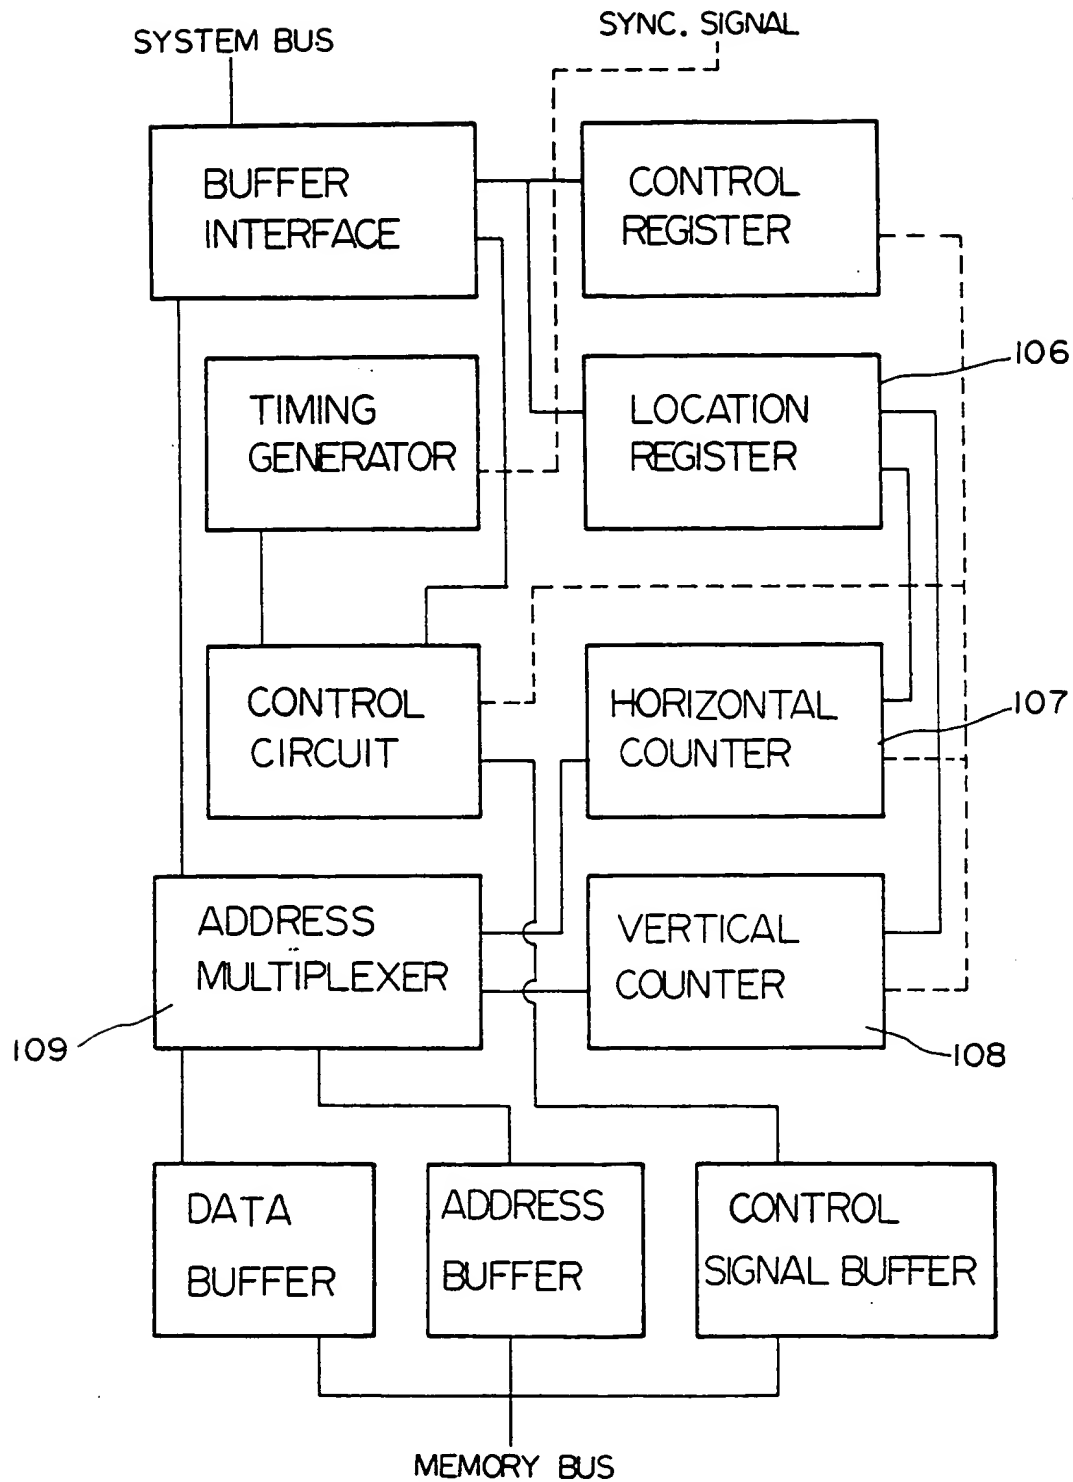 SYSTEM BUS
SYNC. SIGNAL
BUFFER
INTERFACE
CONTROL
REGISTER
TIMING
GENERATOR
LOCATION
REGISTER
106
CONTROL
CIRCUIT
HORIZONTAL
COUNTER
107
ADDRESS
MULTIPLEXER
109
VERTICAL
COUNTER
108
DATA
BUFFER
ADDRESS
BUFFER
CONTROL
SIGNAL BUFFER
MEMORY BUS